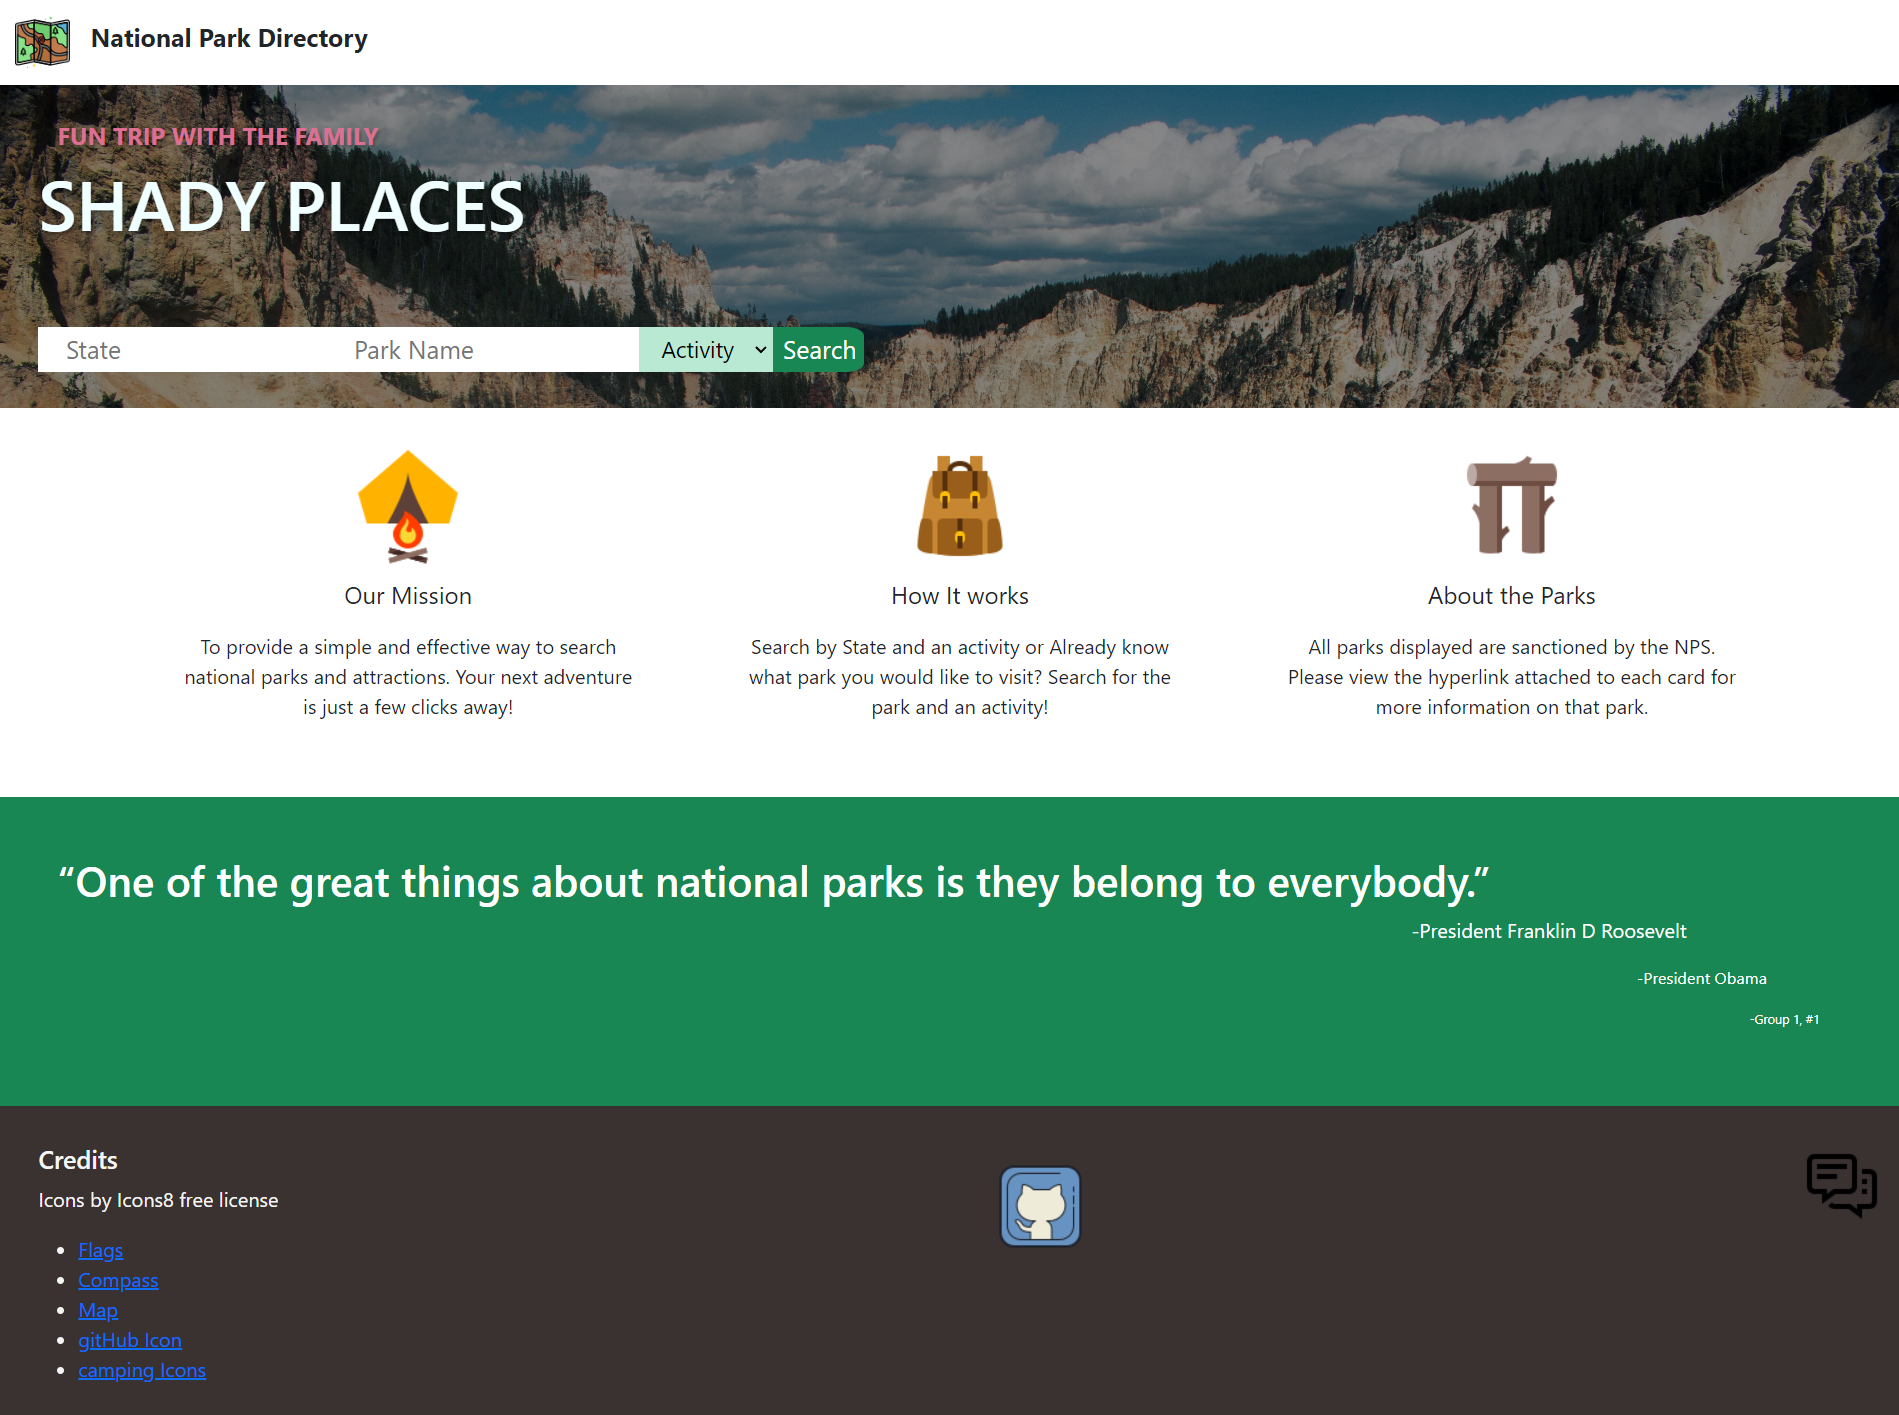 National Park Directory
FUN TRIP WITH THE FAMILY
SHADY PLACES
State
Park Name
Activity
Search
Our Mission
To provide a simple and effective way to search
national parks and attractions. Your next adventure
is just a few clicks away!
How It works
Search by State and an activity or Already know
what park you would like to visit? Search for the
park and an activity!
About the Parks
All parks displayed are sanctioned by the NPS.
Please view the hyperlink attached to each card for
more information on that park.
“One of the great things about national parks is they belong to everybody.”
-President Franklin D Roosevelt
-President Obama
-Group 1, #1
Credits
Icons by Icons8 free license
Flags
Compass
Map
gitHub Icon
camping Icons